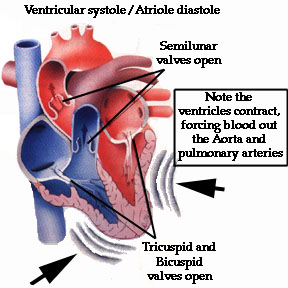 Ventricular systole / Atriole diastole
Semilunar
valves open
Note the
ventricles contract,
forcing blood out
the Aorta and
pulmonary arteries
Tricuspid and
Bicuspid
valves open